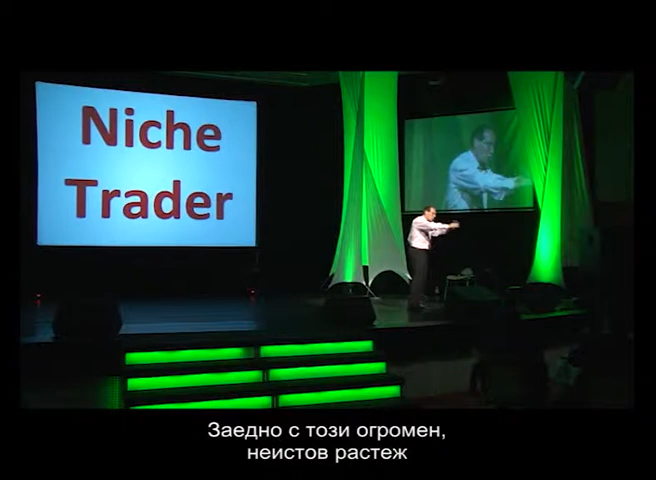 Niche
Trader
Заедно с този огромен,
неистов растеж